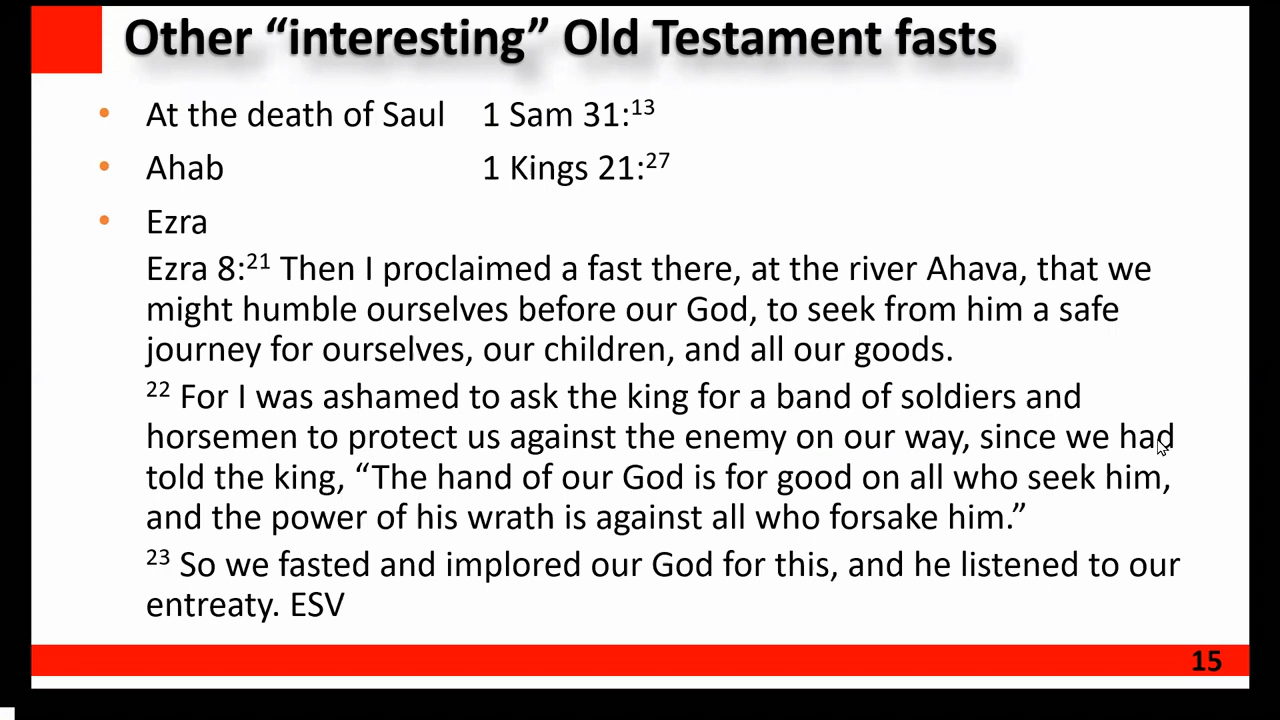 Other “interesting” Old Testament fasts
• At the death of Saul 1 Sam 31:¹³
• Ahab 1 Kings 21:²⁷
• Ezra
Ezra 8:²¹ Then I proclaimed a fast there, at the river Ahava, that we
might humble ourselves before our God, to seek from him a safe
journey for ourselves, our children, and all our goods.
²² For I was ashamed to ask the king for a band of soldiers and
horsemen to protect us against the enemy on our way, since we had
told the king, “The hand of our God is for good on all who seek him,
and the power of his wrath is against all who forsake him.”
²³ So we fasted and implored our God for this, and he listened to our
entreaty. ESV
15